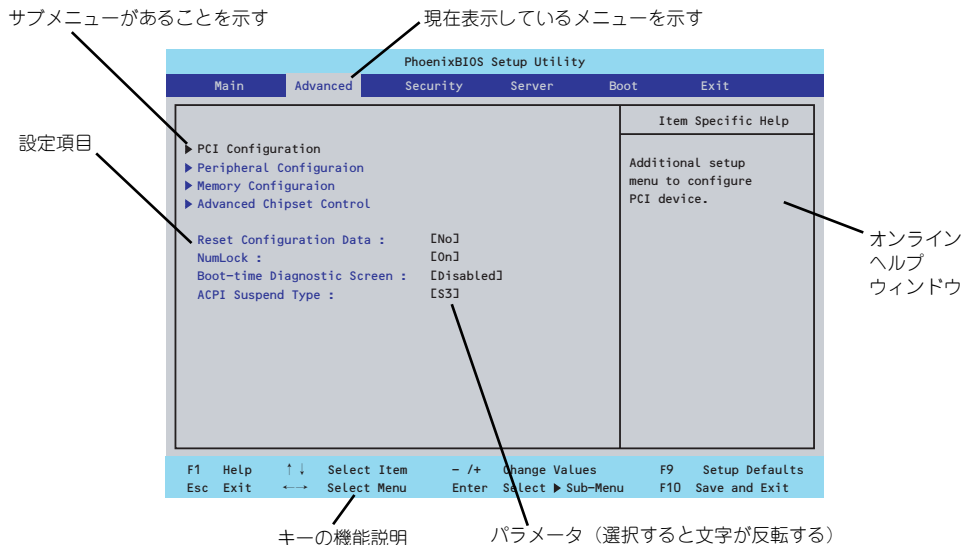 サブメニューがあることを示す
現在表示しているメニューを示す
PhoenixBIOS Setup Utility
Main Advanced Security Server Boot Exit
設定項目
▶ PCI Configuration
▶ Peripheral Configuraion
▶ Memory Configuraion
▶ Advanced Chipset Control
Reset Configuration Data : [No]
NumLock : [On]
Boot-time Diagnostic Screen : [Disabled]
ACPI Suspend Type : [S3]
Item Specific Help
Additional setup
menu to configure
PCI device.
オンライン
ヘルプ
ウィンドウ
F1 Help ↑↓ Select Item − /+ Change Values F9 Setup Defaults
Esc Exit ←→ Select Menu Enter Select ▶ Sub-Menu F10 Save and Exit
キーの機能説明
パラメータ（選択すると文字が反転する）